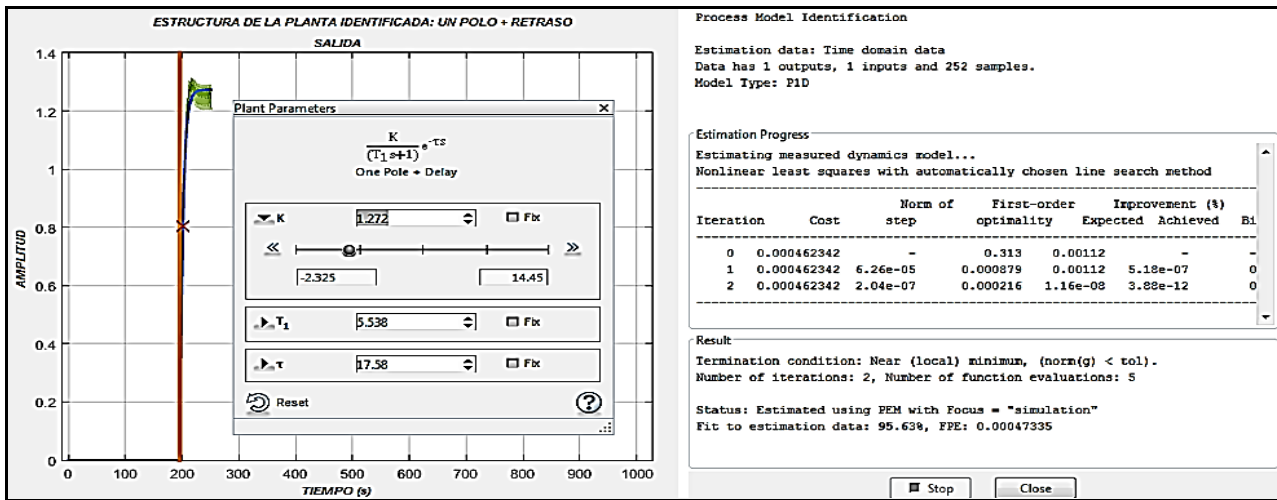 ESTRUCTURA DE LA PLANTA IDENTIFICADA: UN POLO + RETRASO
SALIDA
AMPLITUD
1.4
1.2
1
0.8
0.6
0.4
0.2
0
0 100 200 300 400 500 600 700 800 900 1000
TIEMPO (s)
Plant Parameters
K
(T1s+1) e-τs
One Pole + Delay
K 1.272 Fix
-2.325 14.45
T1 5.538 Fix
τ 17.58 Fix
Reset
Process Model Identification
Estimation data: Time domain data
Data has 1 outputs, 1 inputs and 252 samples.
Model Type: P1D
Estimation Progress
Estimating measured dynamics model...
Nonlinear least squares with automatically chosen line search method
Norm of First-order Improvement (%)
Iteration Cost step optimality Expected Achieved Bi
0 0.000462342 - 0.313 0.00112 - -
1 0.000462342 6.26e-05 0.000879 0.00112 5.18e-07 0
2 0.000462342 2.04e-07 0.000216 1.16e-08 3.88e-12 0
Result
Termination condition: Near (local) minimum, (norm(g) < tol).
Number of iterations: 2, Number of function evaluations: 5
Status: Estimated using PEM with Focus = "simulation"
Fit to estimation data: 95.63%, FPE: 0.00047335
Stop Close